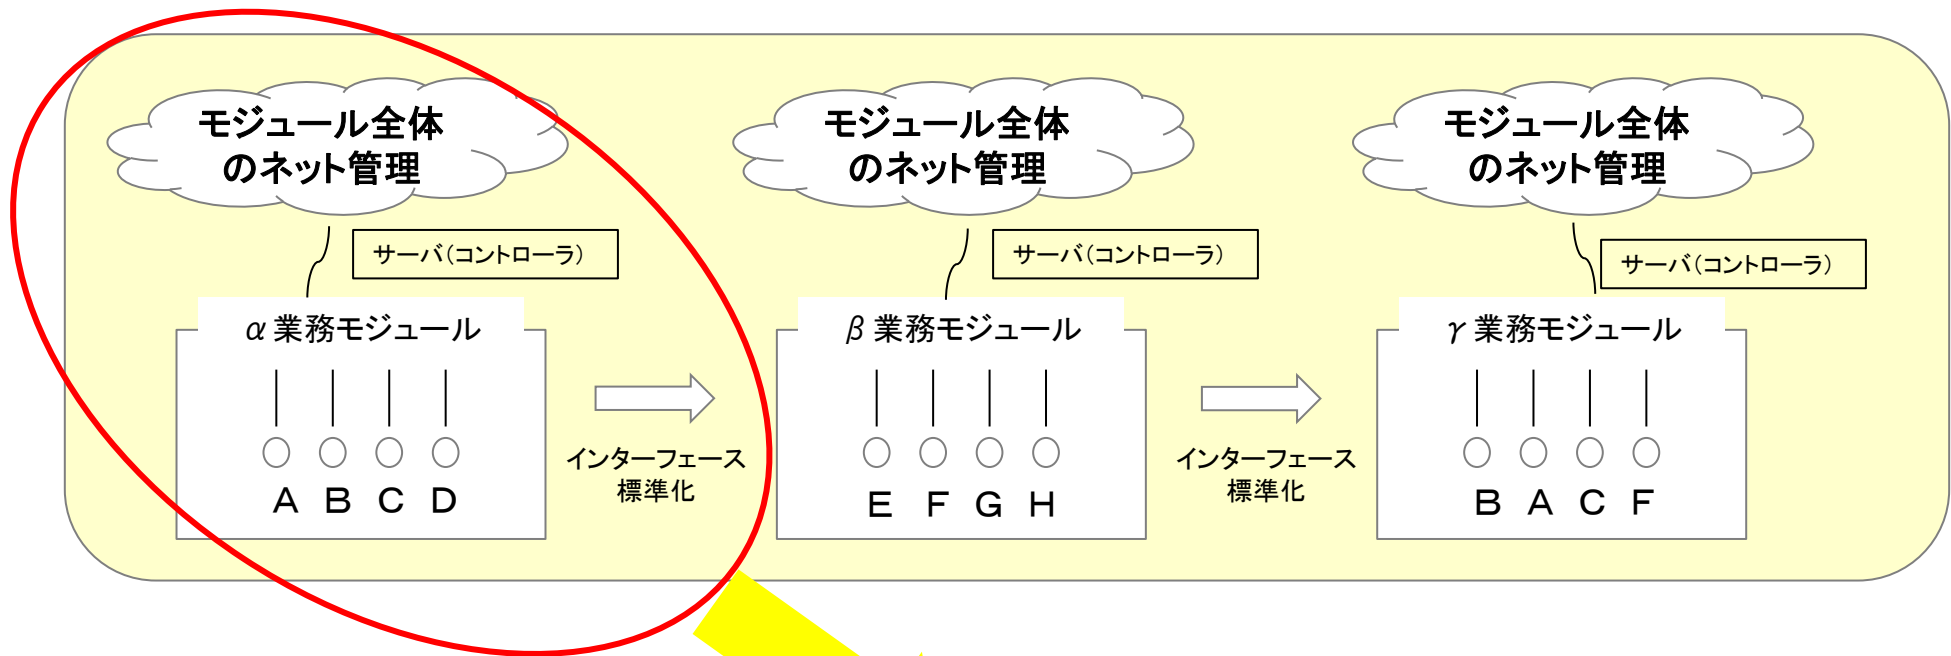 モジュール全体
のネット管理
モジュール全体
のネット管理
モジュール全体
のネット管理
サーバ（コントローラ）
サーバ（コントローラ）
サーバ（コントローラ）
α業務モジュール
β業務モジュール
γ業務モジュール
A B C D
インターフェース
標準化
E F G H
インターフェース
標準化
B A C F